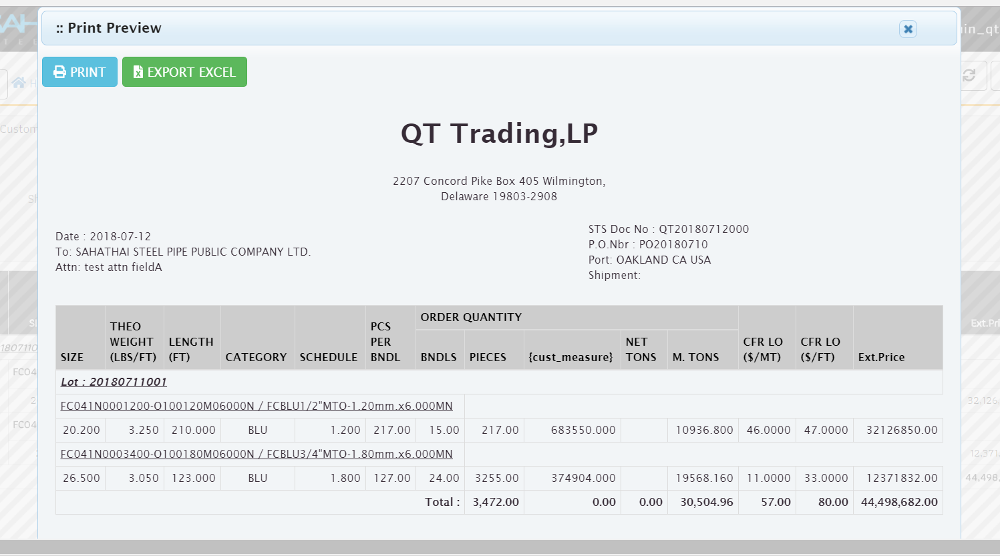 :: Print Preview
PRINT
EXPORT EXCEL
QT Trading,LP
2207 Concord Pike Box 405 Wilmington,
Delaware 19803-2908
Date : 2018-07-12
To: SAHATHAI STEEL PIPE PUBLIC COMPANY LTD.
Attn: test attn fieldA
STS Doc No : QT20180712000
P.O.Nbr : PO20180710
Port: OAKLAND CA USA
Shipment:
SIZE THEO WEIGHT (LBS/FT) LENGTH (FT) CATEGORY SCHEDULE PCS PER BNDL ORDER QUANTITY CFR LO ($/MT) CFR LO ($/FT) Ext.Price
BNDLS PIECES {cust_measure} NET TONS M. TONS
Lot : 20180711001
FC041N0001200-O100120M06000N / FCBLU1/2"MTO-1.20mm.x6.000MN
20.200 3.250 210.000 BLU 1.200 217.00 15.00 217.00 683550.000 10936.800 46.0000 47.0000 32126850.00
FC041N0003400-O100180M06000N / FCBLU3/4"MTO-1.80mm.x6.000MN
26.500 3.050 123.000 BLU 1.800 127.00 24.00 3255.00 374904.000 19568.160 11.0000 33.0000 12371832.00
Total : 3,472.00 0.00 0.00 30,504.96 57.00 80.00 44,498,682.00